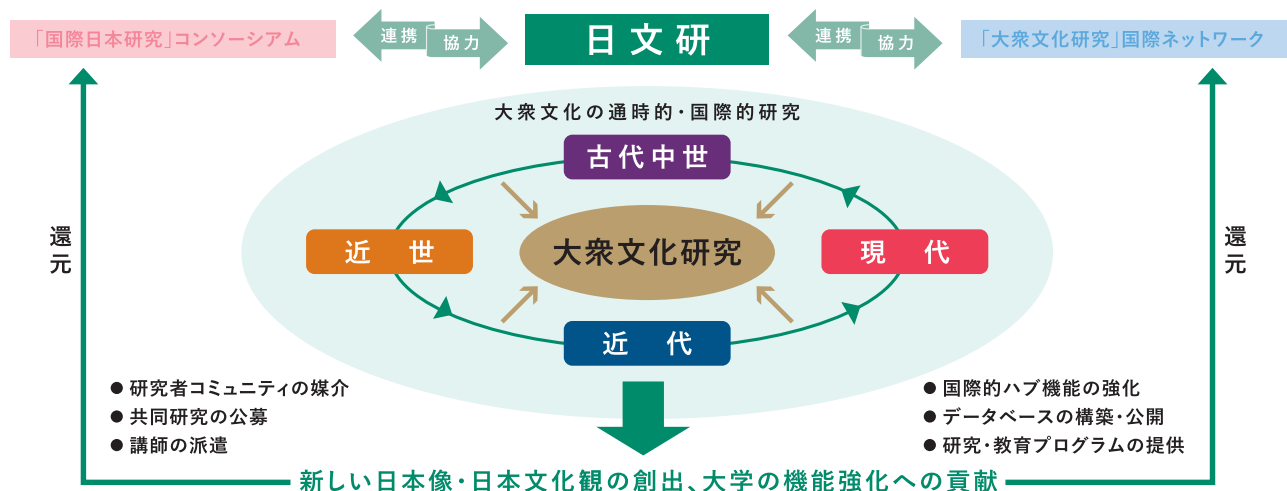 「国際日本研究」コンソーシアム
連携
協力
日文研
連携
協力
「大衆文化研究」国際ネットワーク
大衆文化の通時的・国際的研究
古代中世
近世
大衆文化研究
現代
近代
還元
還元
● 研究者コミュニティの媒介
● 共同研究の公募
● 講師の派遣
● 国際的ハブ機能の強化
● データベースの構築・公開
● 研究・教育プログラムの提供
新しい日本像・日本文化観の創出、大学の機能強化への貢献